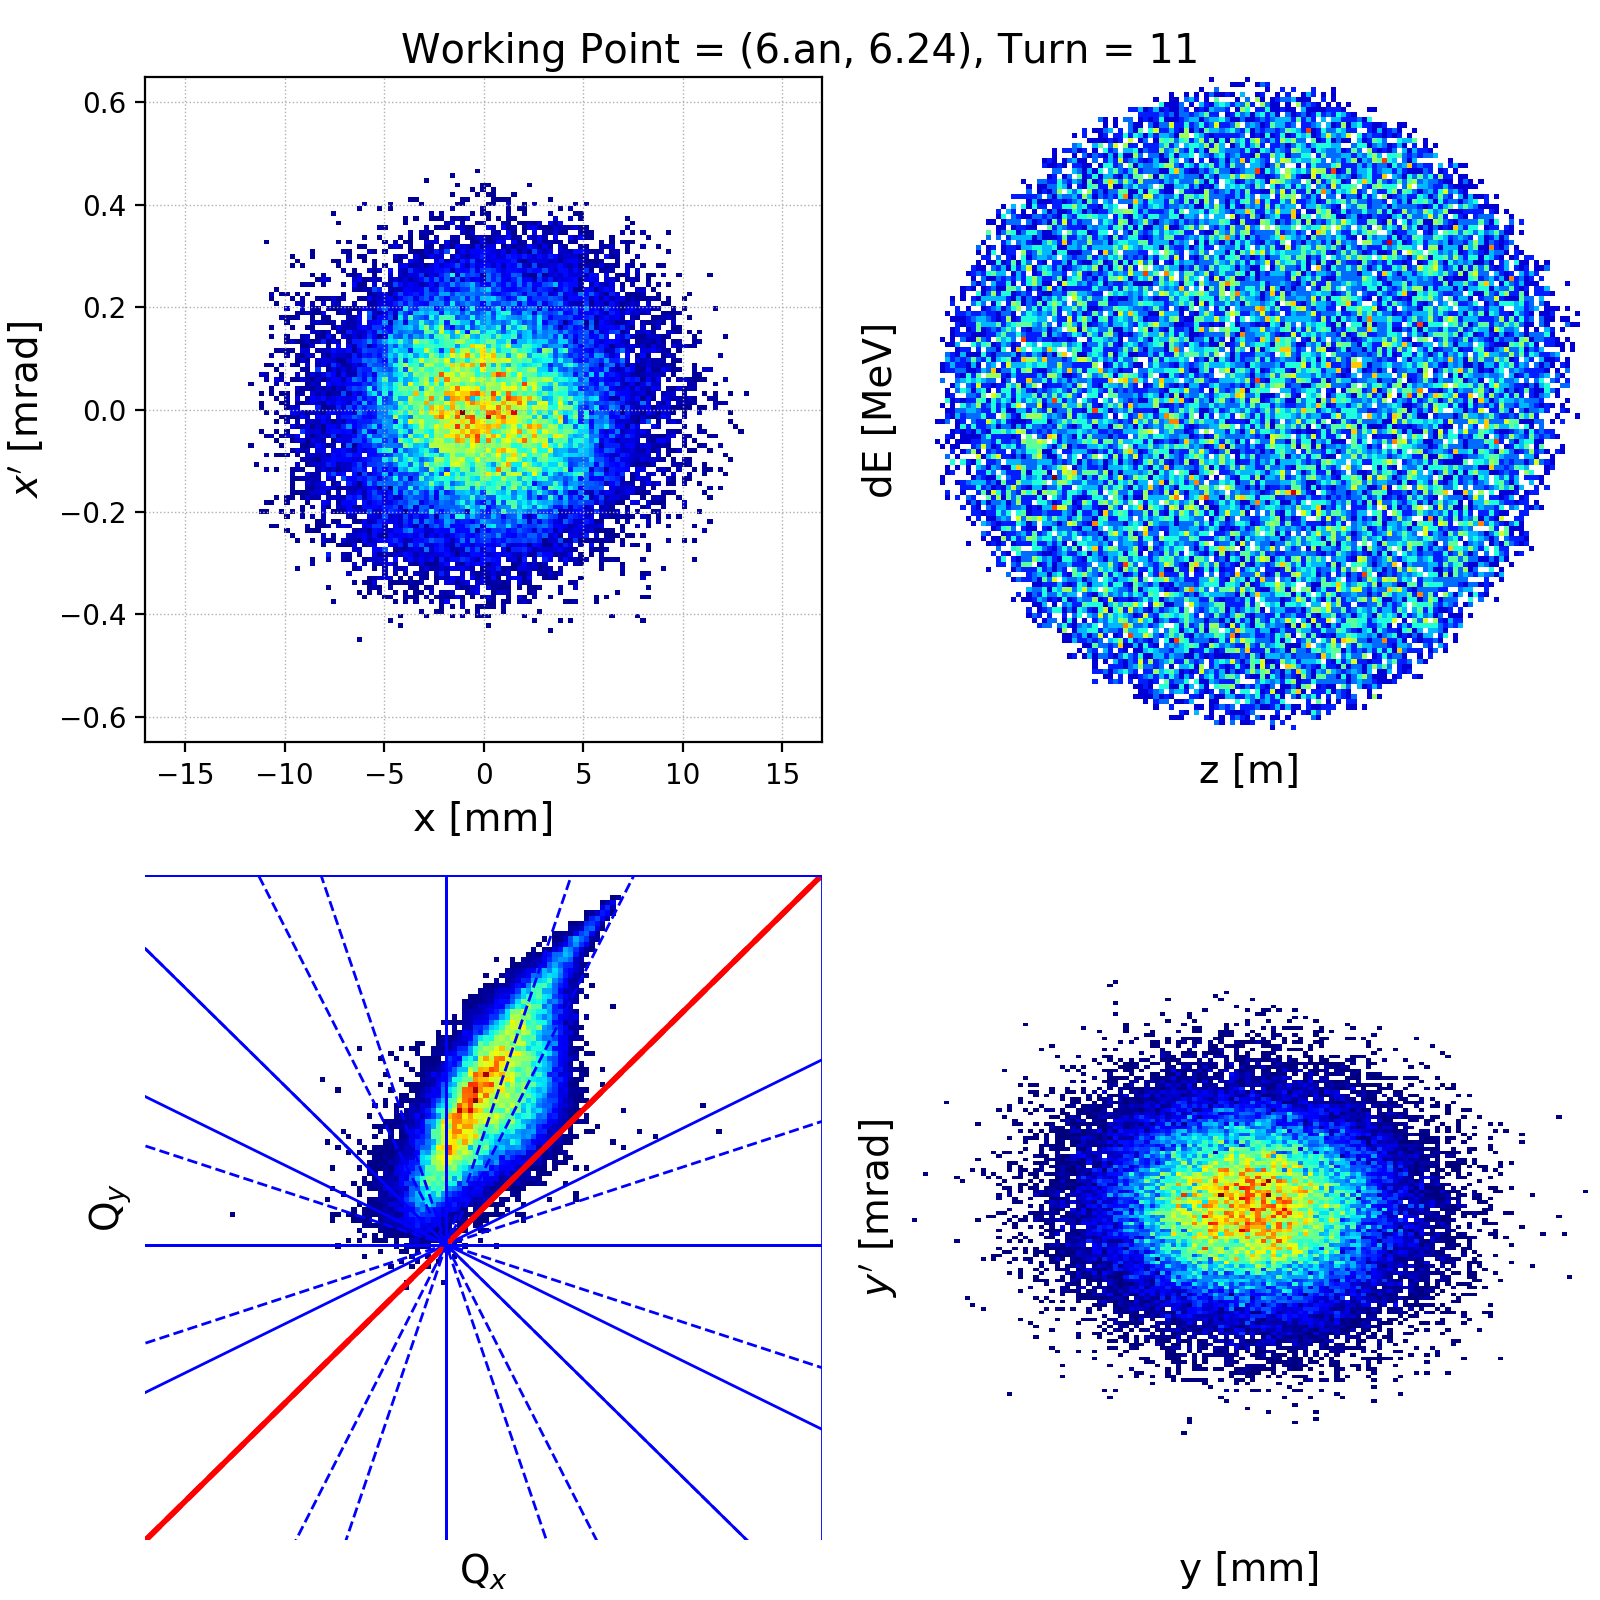 Working Point = (6.an, 6.24), Turn = 11
x′ [mrad]
0.6
0.4
0.2
0.0
−0.2
−0.4
−0.6
−15 −10 −5 0 5 10 15
x [mm]
dE [MeV]
z [m]
Qy
Qx
y′ [mrad]
y [mm]